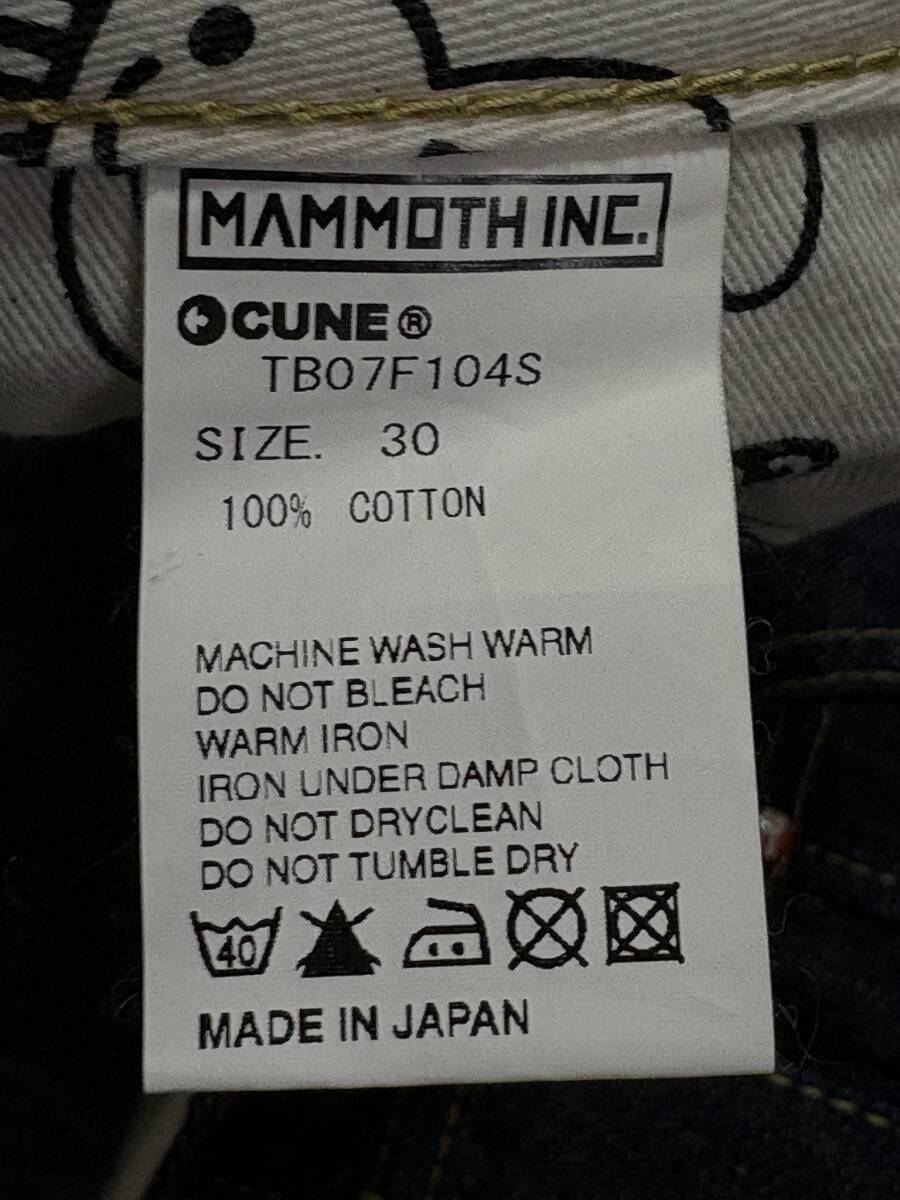 MAMMOTH INC.
CUNE®
TB07F104S
SIZE. 30
100% COTTON
MACHINE WASH WARM
DO NOT BLEACH
WARM IRON
IRON UNDER DAMP CLOTH
DO NOT DRYCLEAN
DO NOT TUMBLE DRY
40
MADE IN JAPAN